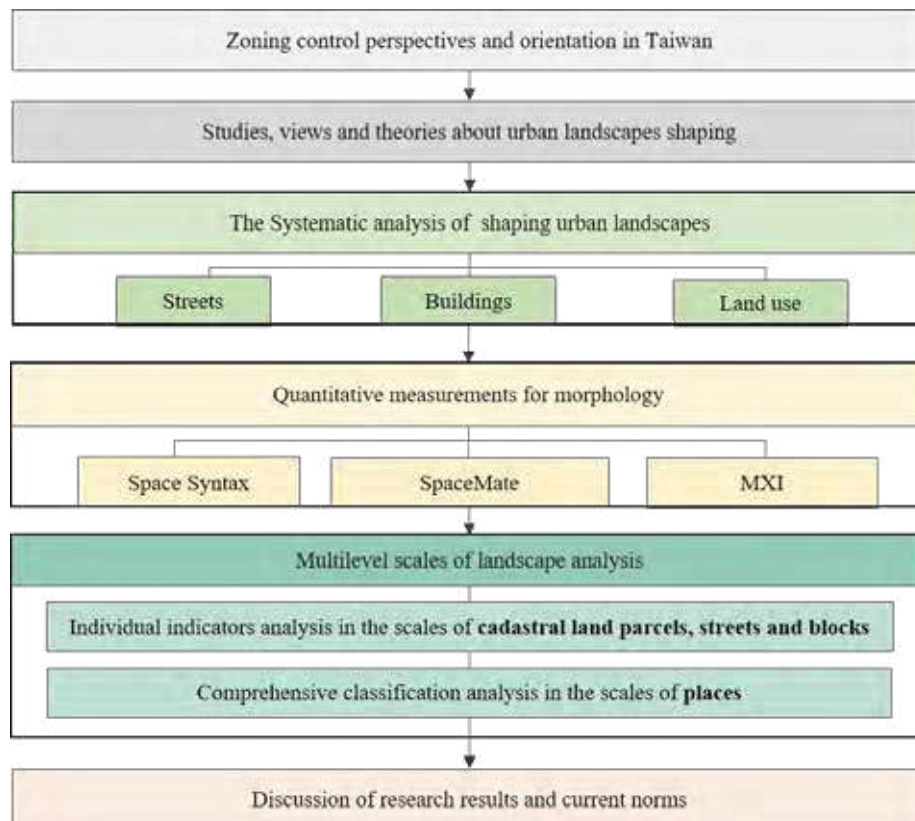 Zoning control perspectives and orientation in Taiwan
Studies, views and theories about urban landscapes shaping
The Systematic analysis of shaping urban landscapes
Streets
Buildings
Land use
Quantitative measurements for morphology
Space Syntax
SpaceMate
MXI
Multilevel scales of landscape analysis
Individual indicators analysis in the scales of cadastral land parcels, streets and blocks
Comprehensive classification analysis in the scales of places
Discussion of research results and current norms